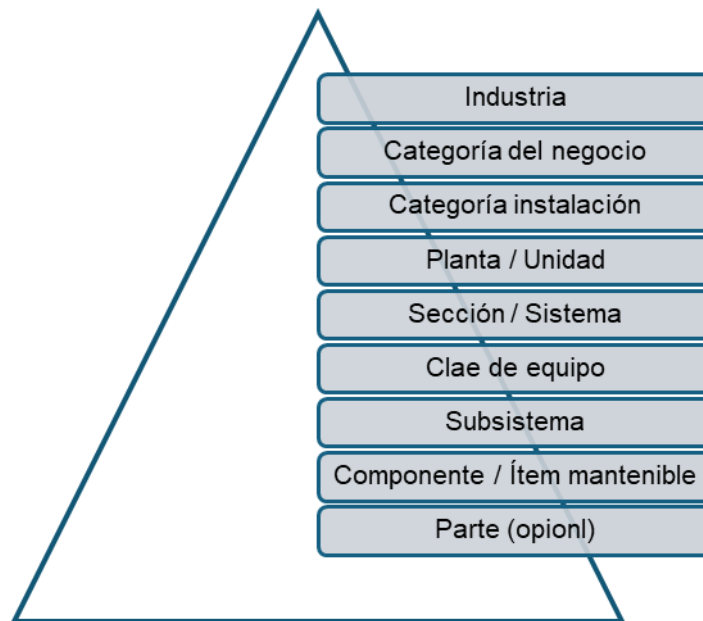 Industria
Categoría del negocio
Categoría instalación
Planta / Unidad
Sección / Sistema
Clae de equipo
Subsistema
Componente / Ítem mantenible
Parte (opionl)